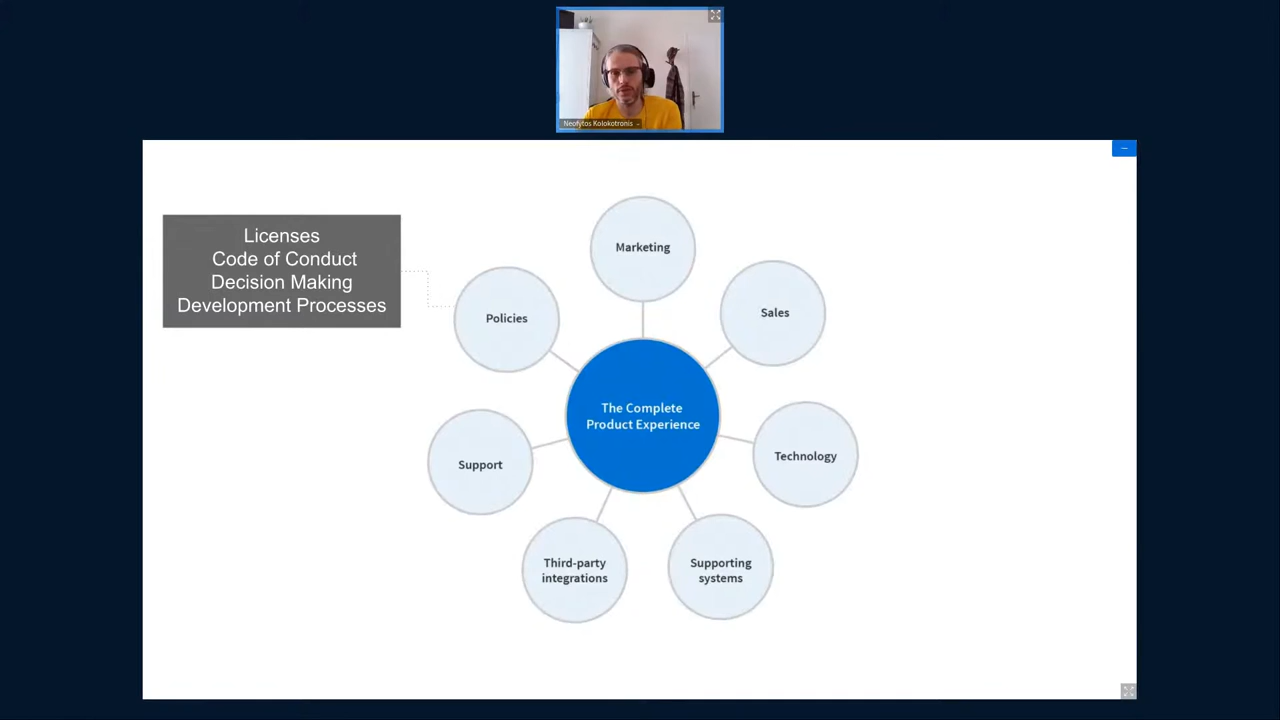 Neofytos Kolokotronis
Licenses
Code of Conduct
Decision Making
Development Processes
Marketing
Policies
Sales
The Complete
Product Experience
Support
Technology
Third-party
integrations
Supporting
systems